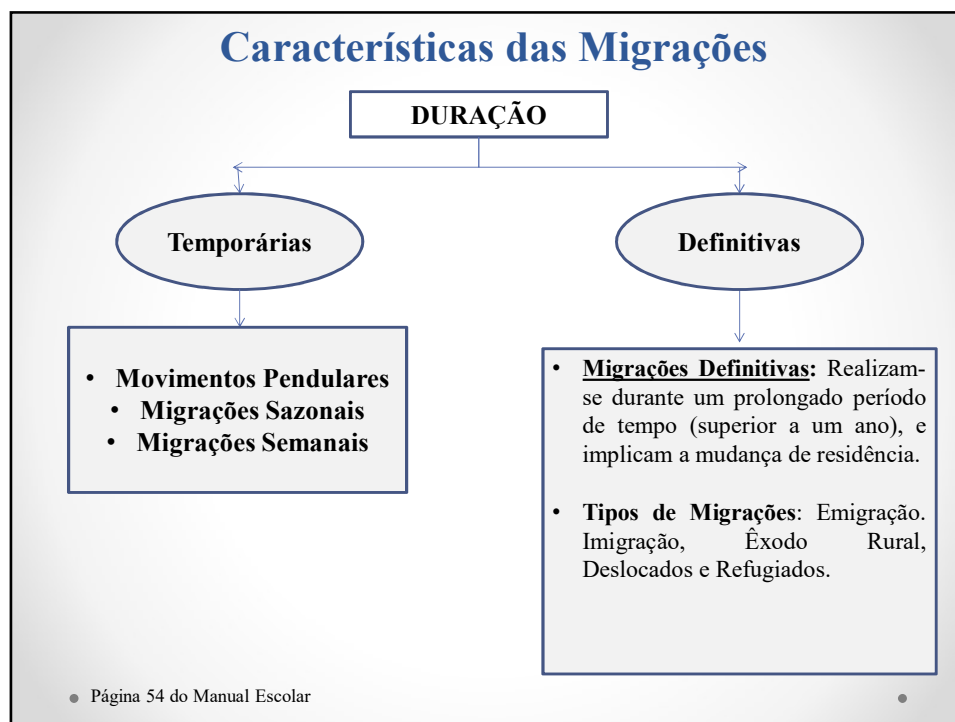 Características das Migrações
DURAÇÃO
Temporárias
Definitivas
• Movimentos Pendulares
• Migrações Sazonais
• Migrações Semanais
• Migrações Definitivas: Realizam-
se durante um prolongado período
de tempo (superior a um ano), e
implicam a mudança de residência.
• Tipos de Migrações: Emigração.
Imigração, Êxodo Rural,
Deslocados e Refugiados.
Página 54 do Manual Escolar